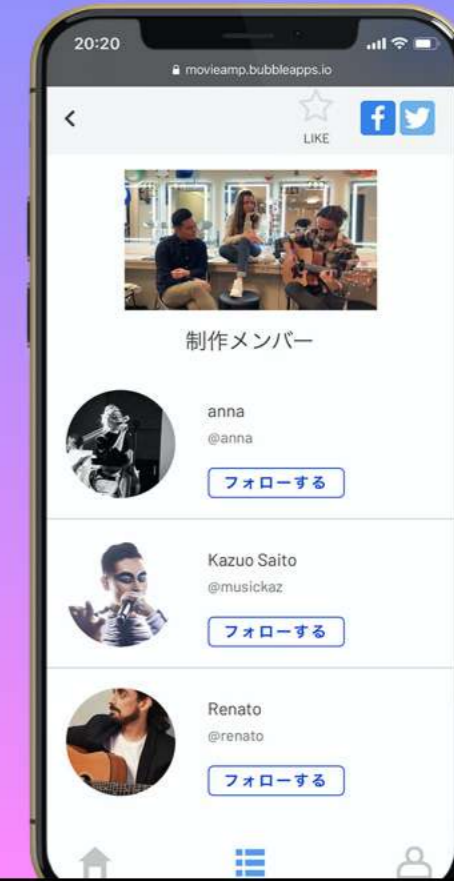 20:20
movieamp.bubbleapps.io
LIKE
制作メンバー
anna
@anna
フォローする
Kazuo Saito
@musickaz
フォローする
Renato
@renato
フォローする